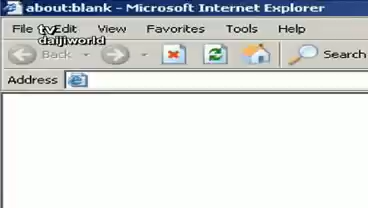 about:blank - Microsoft Internet Explorer
File Edit View Favorites Tools Help
tv
daijiworld
Back Search
Address